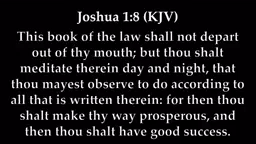 Joshua 1:8 (KJV)
This book of the law shall not depart
out of thy mouth; but thou shalt
meditate therein day and night, that
thou mayest observe to do according to
all that is written therein: for then thou
shalt make thy way prosperous, and
then thou shalt have good success.